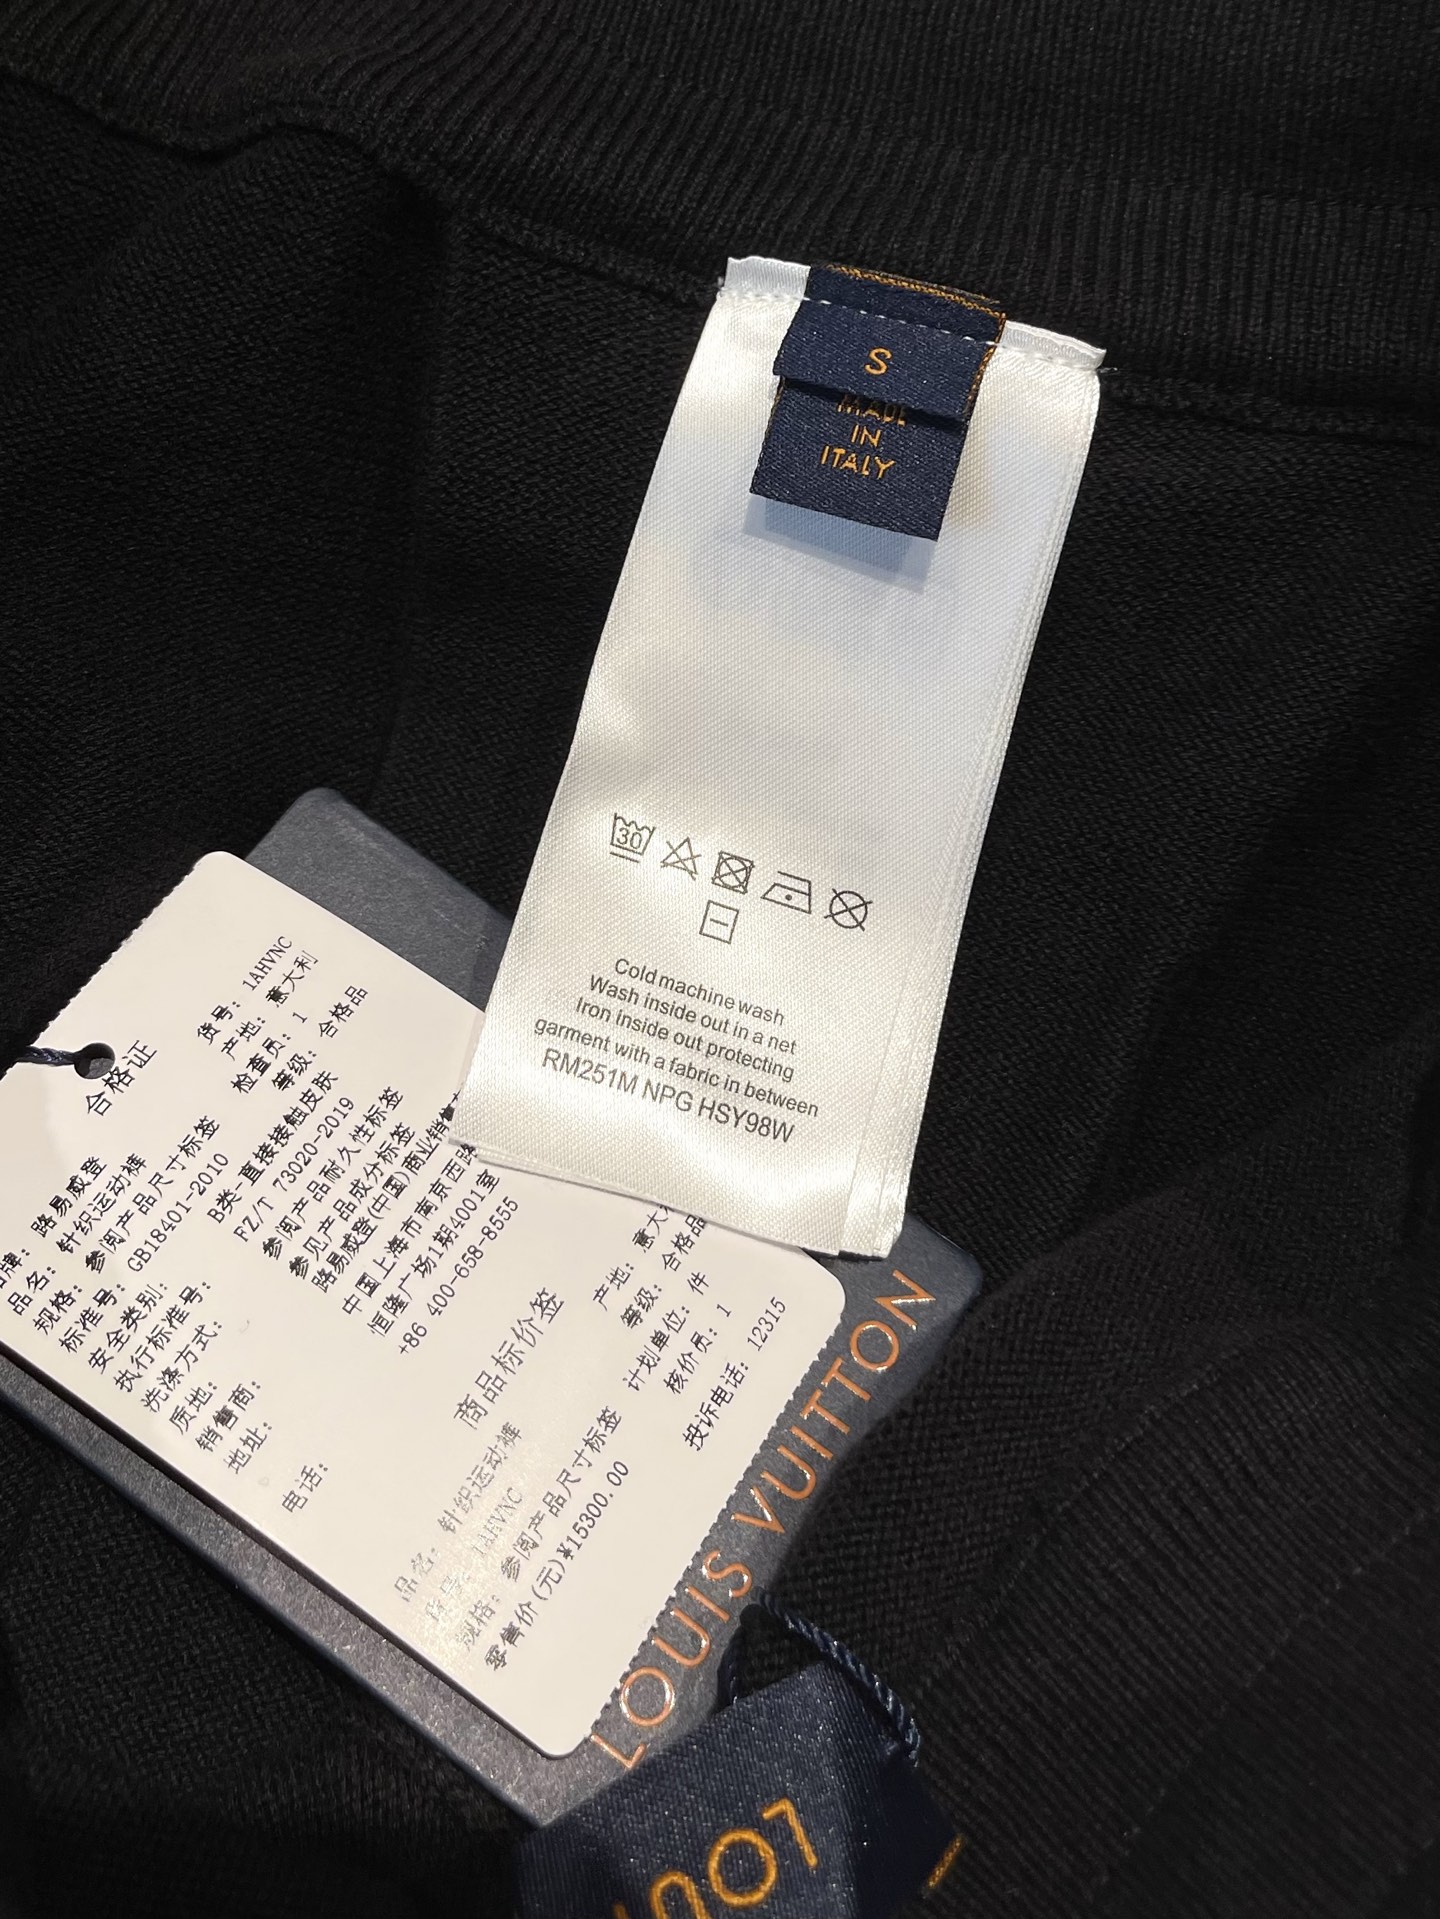 S
MADE
IN
ITALY
30
Cold machine wash
Wash inside out in a net
Iron inside out protecting
garment with a fabric in between
RM251M NPG HSY98W
合格证
货号: 1AHVNC
产地: 意大利
检查员: 1
等级: 合格品
品牌: 路易威登
品名: 针织运动裤
规格: 参阅产品尺寸标签
标准号: GB18401-2010
安全类别: B类-直接接触皮肤
执行标准号: FZ/T 73020-2019
洗涤方式: 参阅产品耐久性标签
质地: 参见产品成分标签
销售商: 路易威登(中国)商业销售
地址: 中国上海市南京西路
恒隆广场1期4001室
电话: +86 400-658-8555
商品标价签
品名: 针织运动裤
货号: 1AHVNC
规格: 参阅产品尺寸标签
零售价(元)¥15300.00
产地: 意大
等级: 合格品
计划单位: 件
核价员: 1
投诉电话: 12315
LOUIS VUITTON
LOU